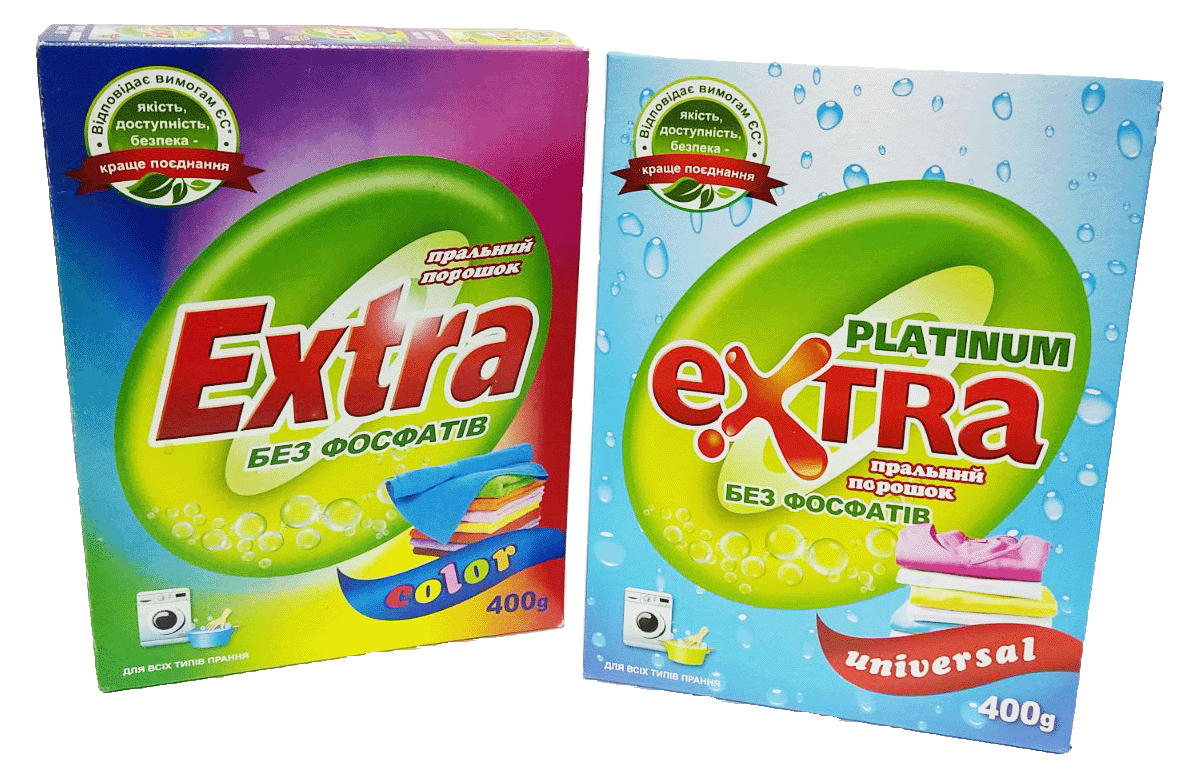 Відповідає вимогам ЄС*
якість,
доступність,
безпека -
краще поєднання
пральний
порошок
Extra
БЕЗ ФОСФАТІВ
color
400g
ДЛЯ ВСІХ ТИПІВ ПРАННЯ
Відповідає вимогам ЄС*
якість,
доступність,
безпека -
краще поєднання
PLATINUM
eXTRa
пральний
порошок
БЕЗ ФОСФАТІВ
universal
ДЛЯ ВСІХ ТИПІВ ПРАННЯ
400g